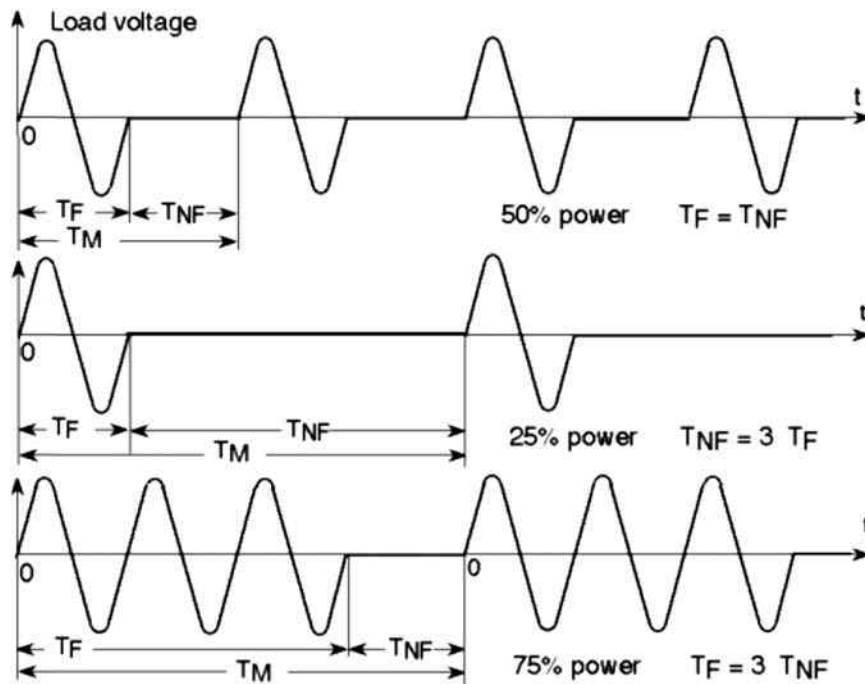 Load voltage
t
0
TF TNF
50% power TF = TNF
TM
t
0
TF TNF
25% power TNF = 3 TF
TM
0 0
TF TNF
75% power TF = 3 TNF
TM